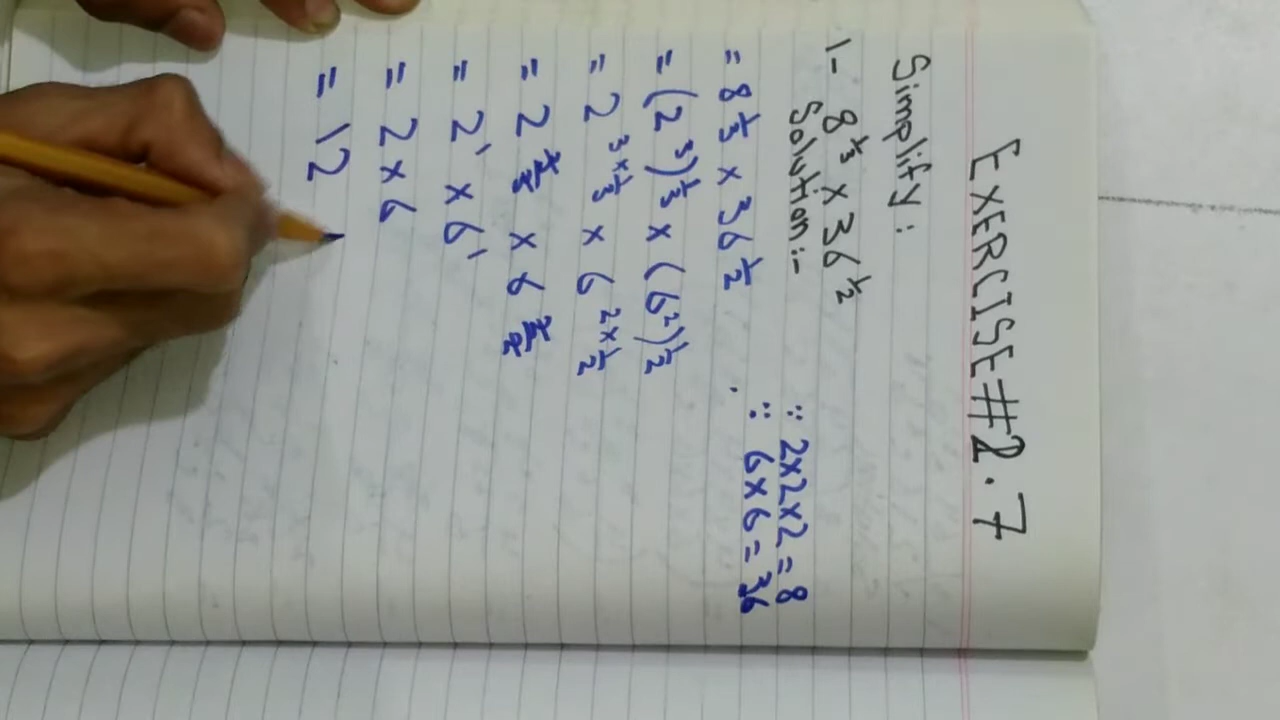 EXERCISE#2.7
Simplify:
1- 8^1/3 × 36^1/2
Solution:-
∵ 2×2×2=8
= 8^1/3 × 36^1/2 ∵ 6×6=36
= (2^3)^1/3 × (6^2)^1/2
= 2^3×1/3 × 6^2×1/2
= 2^3/3 × 6^2/2
= 2^1 × 6^1
= 2×6
= 12